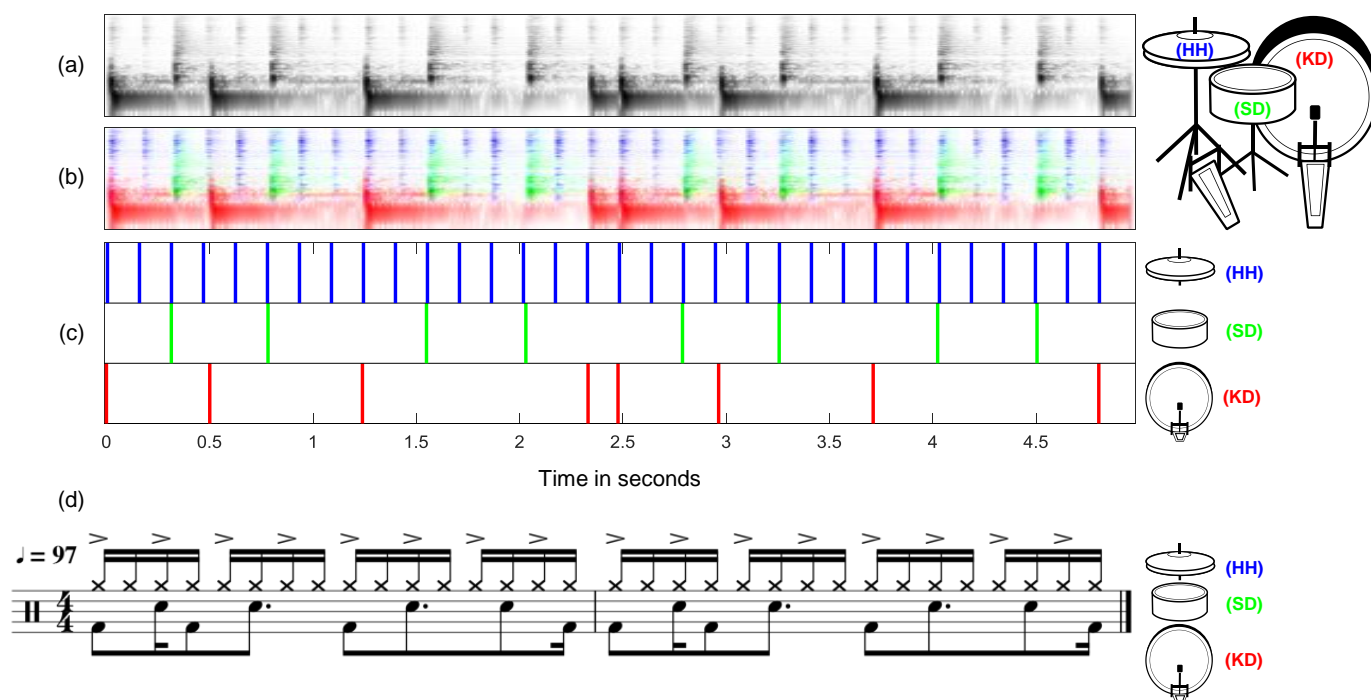 (a)
(HH)
(KD)
(SD)
(b)
(HH)
(c)
(SD)
(KD)
0 0.5 1 1.5 2 2.5 3 3.5 4 4.5
Time in seconds
(d)
♩ = 97
4
4
(HH)
(SD)
(KD)